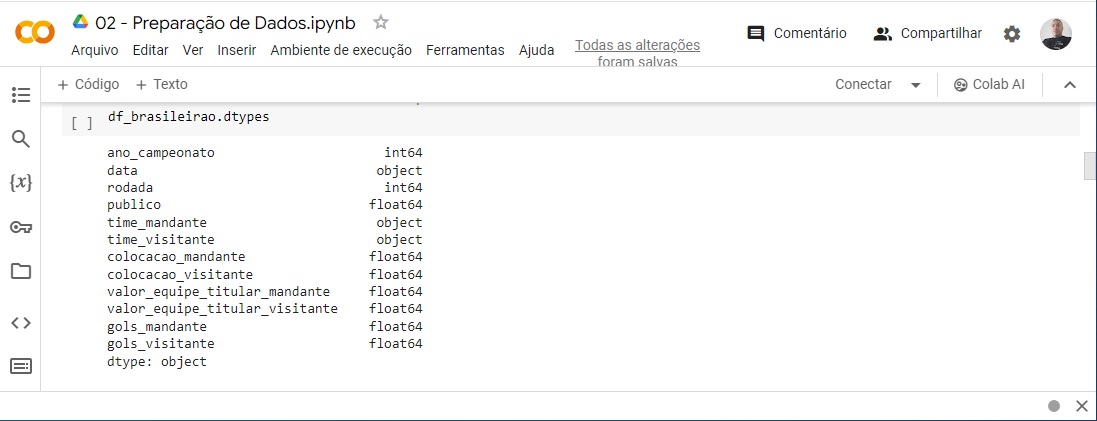 02 - Preparação de Dados.ipynb
Arquivo Editar Ver Inserir Ambiente de execução Ferramentas Ajuda Todas as alterações
foram salvas
Comentário Compartilhar
+ Código + Texto Conectar Colab AI
[ ] df_brasileirao.dtypes
ano_campeonato int64
data object
rodada int64
publico float64
time_mandante object
time_visitante object
colocacao_mandante float64
colocacao_visitante float64
valor_equipe_titular_mandante float64
valor_equipe_titular_visitante float64
gols_mandante float64
gols_visitante float64
dtype: object
{x}